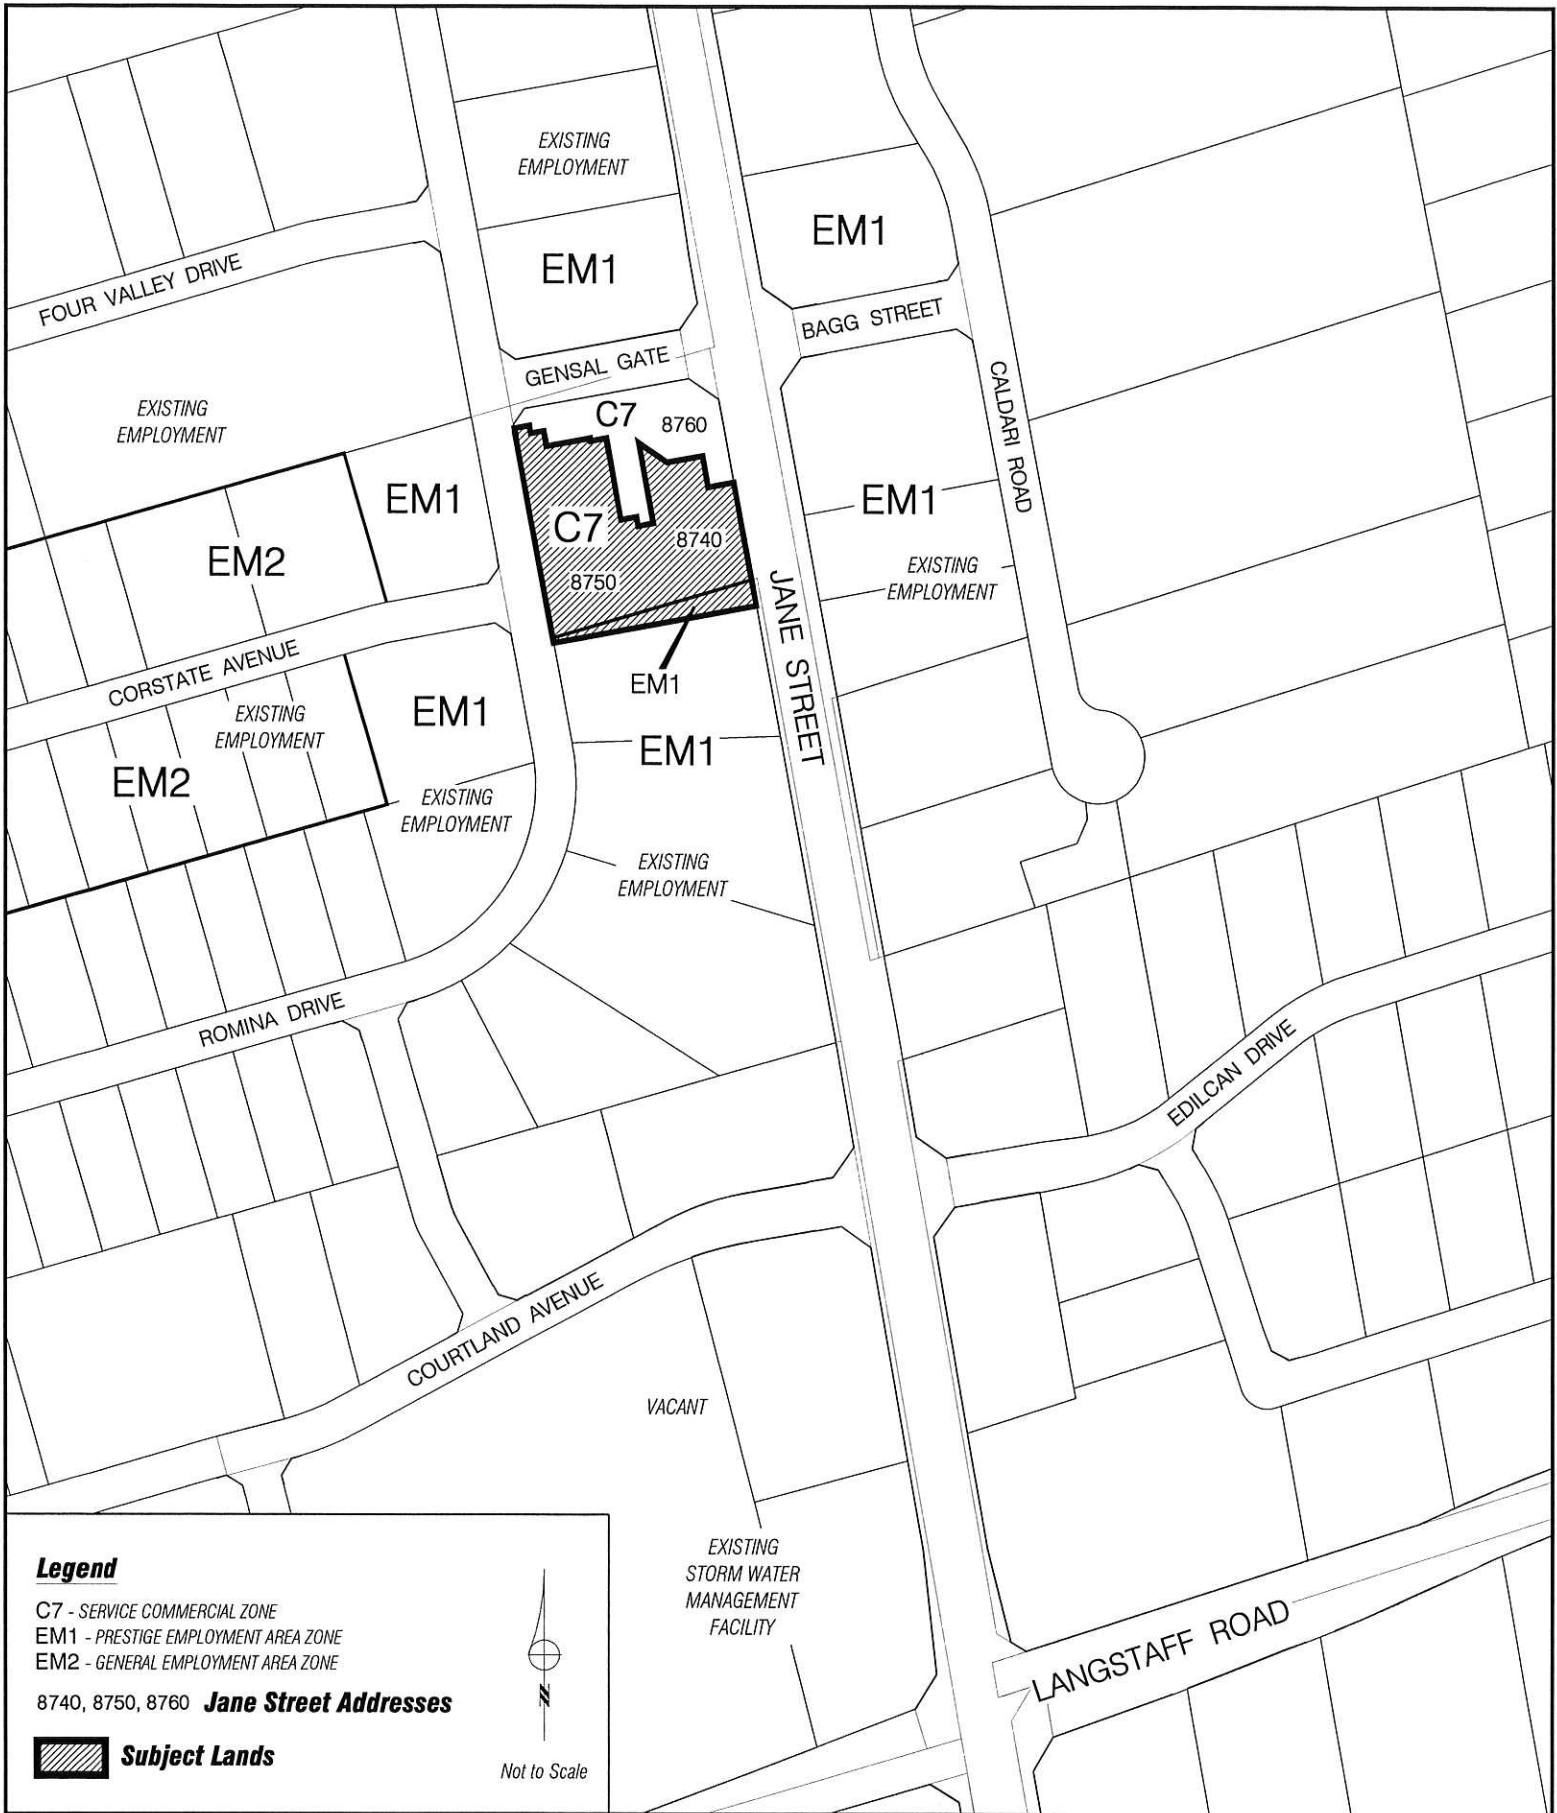 EXISTING
EMPLOYMENT
EM1
EM1
FOUR VALLEY DRIVE
BAGG STREET
GENSAL GATE
CALDARI ROAD
EXISTING
EMPLOYMENT
C7
8760
EM1
EM1
EM2
C7
8740
8750
EXISTING
EMPLOYMENT
JANE STREET
CORSTATE AVENUE
EM1
EM1
EXISTING
EMPLOYMENT
EM1
EM2
EXISTING
EMPLOYMENT
EXISTING
EMPLOYMENT
ROMINA DRIVE
EDILCAN DRIVE
COURTLAND AVENUE
VACANT
EXISTING
STORM WATER
MANAGEMENT
FACILITY
LANGSTAFF ROAD
Legend
C7 - SERVICE COMMERCIAL ZONE
EM1 - PRESTIGE EMPLOYMENT AREA ZONE
EM2 - GENERAL EMPLOYMENT AREA ZONE
8740, 8750, 8760 Jane Street Addresses
Subject Lands
N
Not to Scale